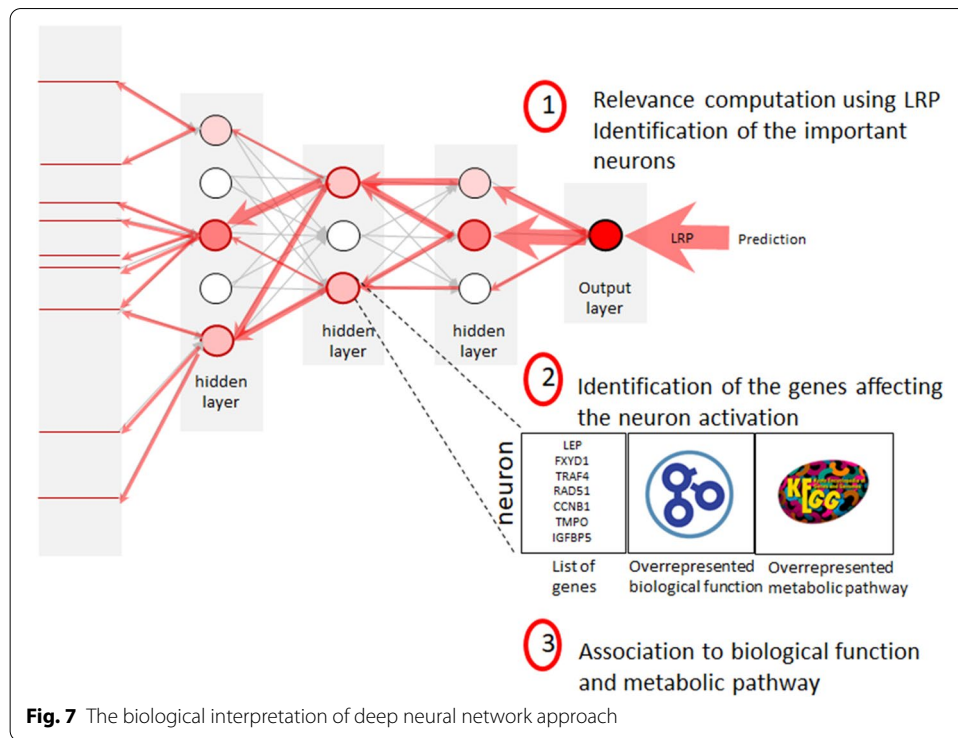 1
Relevance computation using LRP
Identification of the important
neurons
LRP
Prediction
Output
layer
hidden
layer
hidden
layer
hidden
layer
2
Identification of the genes affecting
the neuron activation
neuron
LEP
FXYD1
TRAF4
RAD51
CCNB1
TMPO
IGFBP5
KEGG
List of
genes
Overrepresented
biological function
Overrepresented
metabolic pathway
3
Association to biological function
and metabolic pathway
Fig. 7 The biological interpretation of deep neural network approach